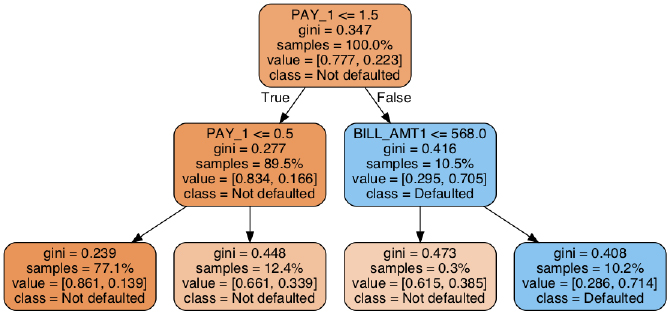 PAY_1 <= 1.5
gini = 0.347
samples = 100.0%
value = [0.777, 0.223]
class = Not defaulted
True
False
PAY_1 <= 0.5
gini = 0.277
samples = 89.5%
value = [0.834, 0.166]
class = Not defaulted
BILL_AMT1 <= 568.0
gini = 0.416
samples = 10.5%
value = [0.295, 0.705]
class = Defaulted
gini = 0.239
samples = 77.1%
value = [0.861, 0.139]
class = Not defaulted
gini = 0.448
samples = 12.4%
value = [0.661, 0.339]
class = Not defaulted
gini = 0.473
samples = 0.3%
value = [0.615, 0.385]
class = Not defaulted
gini = 0.408
samples = 10.2%
value = [0.286, 0.714]
class = Defaulted